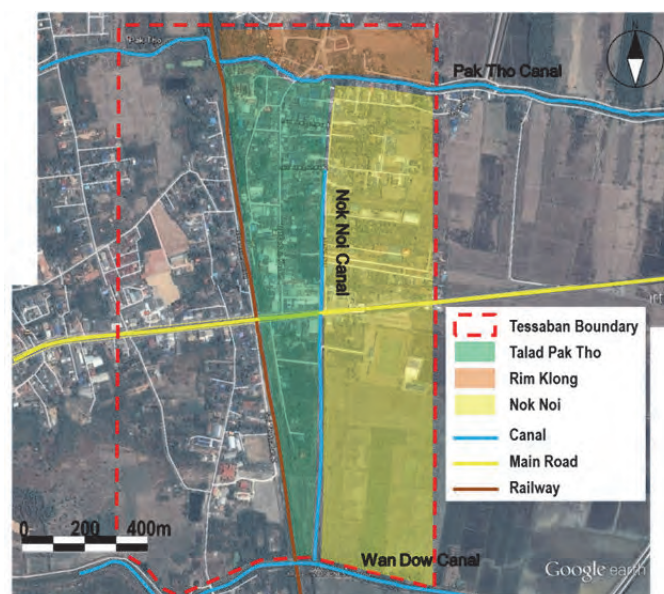 Pak Tho
N
Pak Tho Canal
Nok Noi Canal
Tessaban Boundary
Talad Pak Tho
Rim Klong
Nok Noi
Canal
Main Road
Railway
0 200 400m
Wan Dow Canal
Google earth